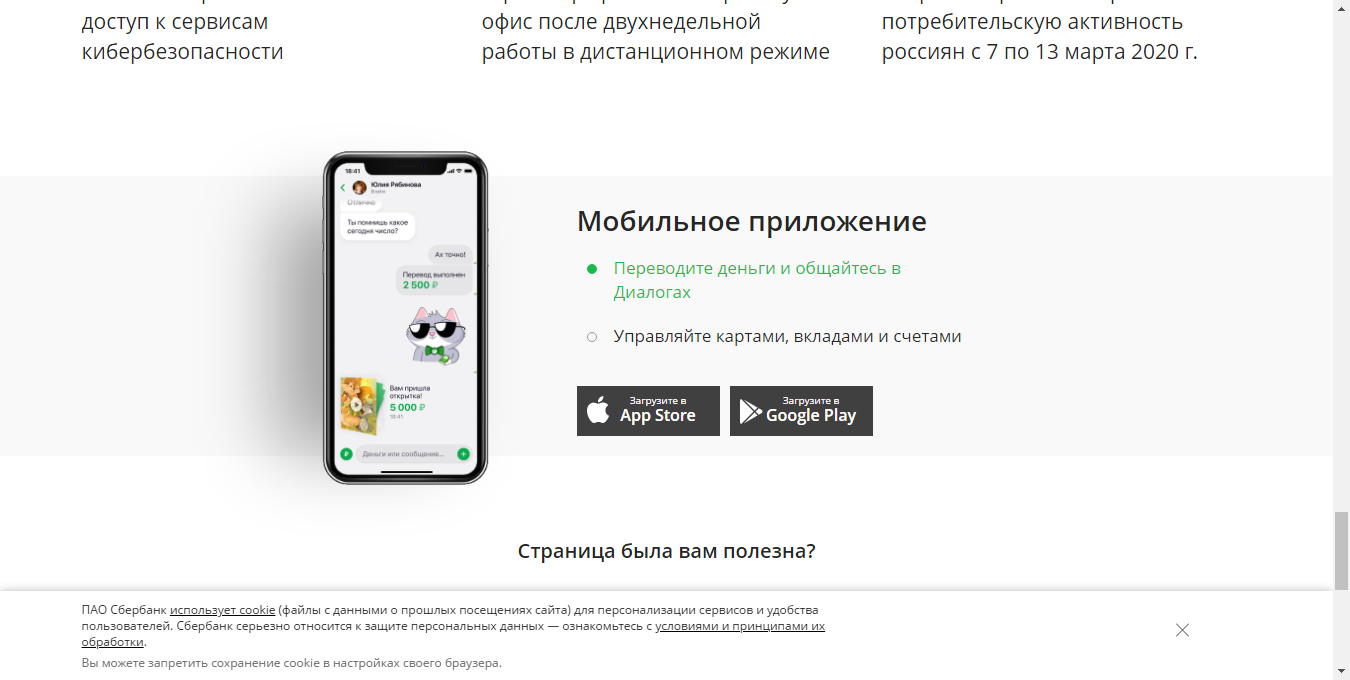 доступ к сервисам
кибербезопасности
офис после двухнедельной
работы в дистанционном режиме
потребительскую активность
россиян с 7 по 13 марта 2020 г.
18:41
Юлия Рябинова
В сети
Отлично
Ты помнишь какое
сегодня число?
Ах точно!
Перевод выполнен
2 500 ₽
Вам пришла
открытка!
5 000 ₽
18:41
Деньги или сообщение...
Мобильное приложение
Переводите деньги и общайтесь в
Диалогах
Управляйте картами, вкладами и счетами
Загрузите в
App Store
Загрузите в
Google Play
Страница была вам полезна?
ПАО Сбербанк использует cookie (файлы с данными о прошлых посещениях сайта) для персонализации сервисов и удобства
пользователей. Сбербанк серьезно относится к защите персональных данных — ознакомьтесь с условиями и принципами их
обработки.
Вы можете запретить сохранение cookie в настройках своего браузера.